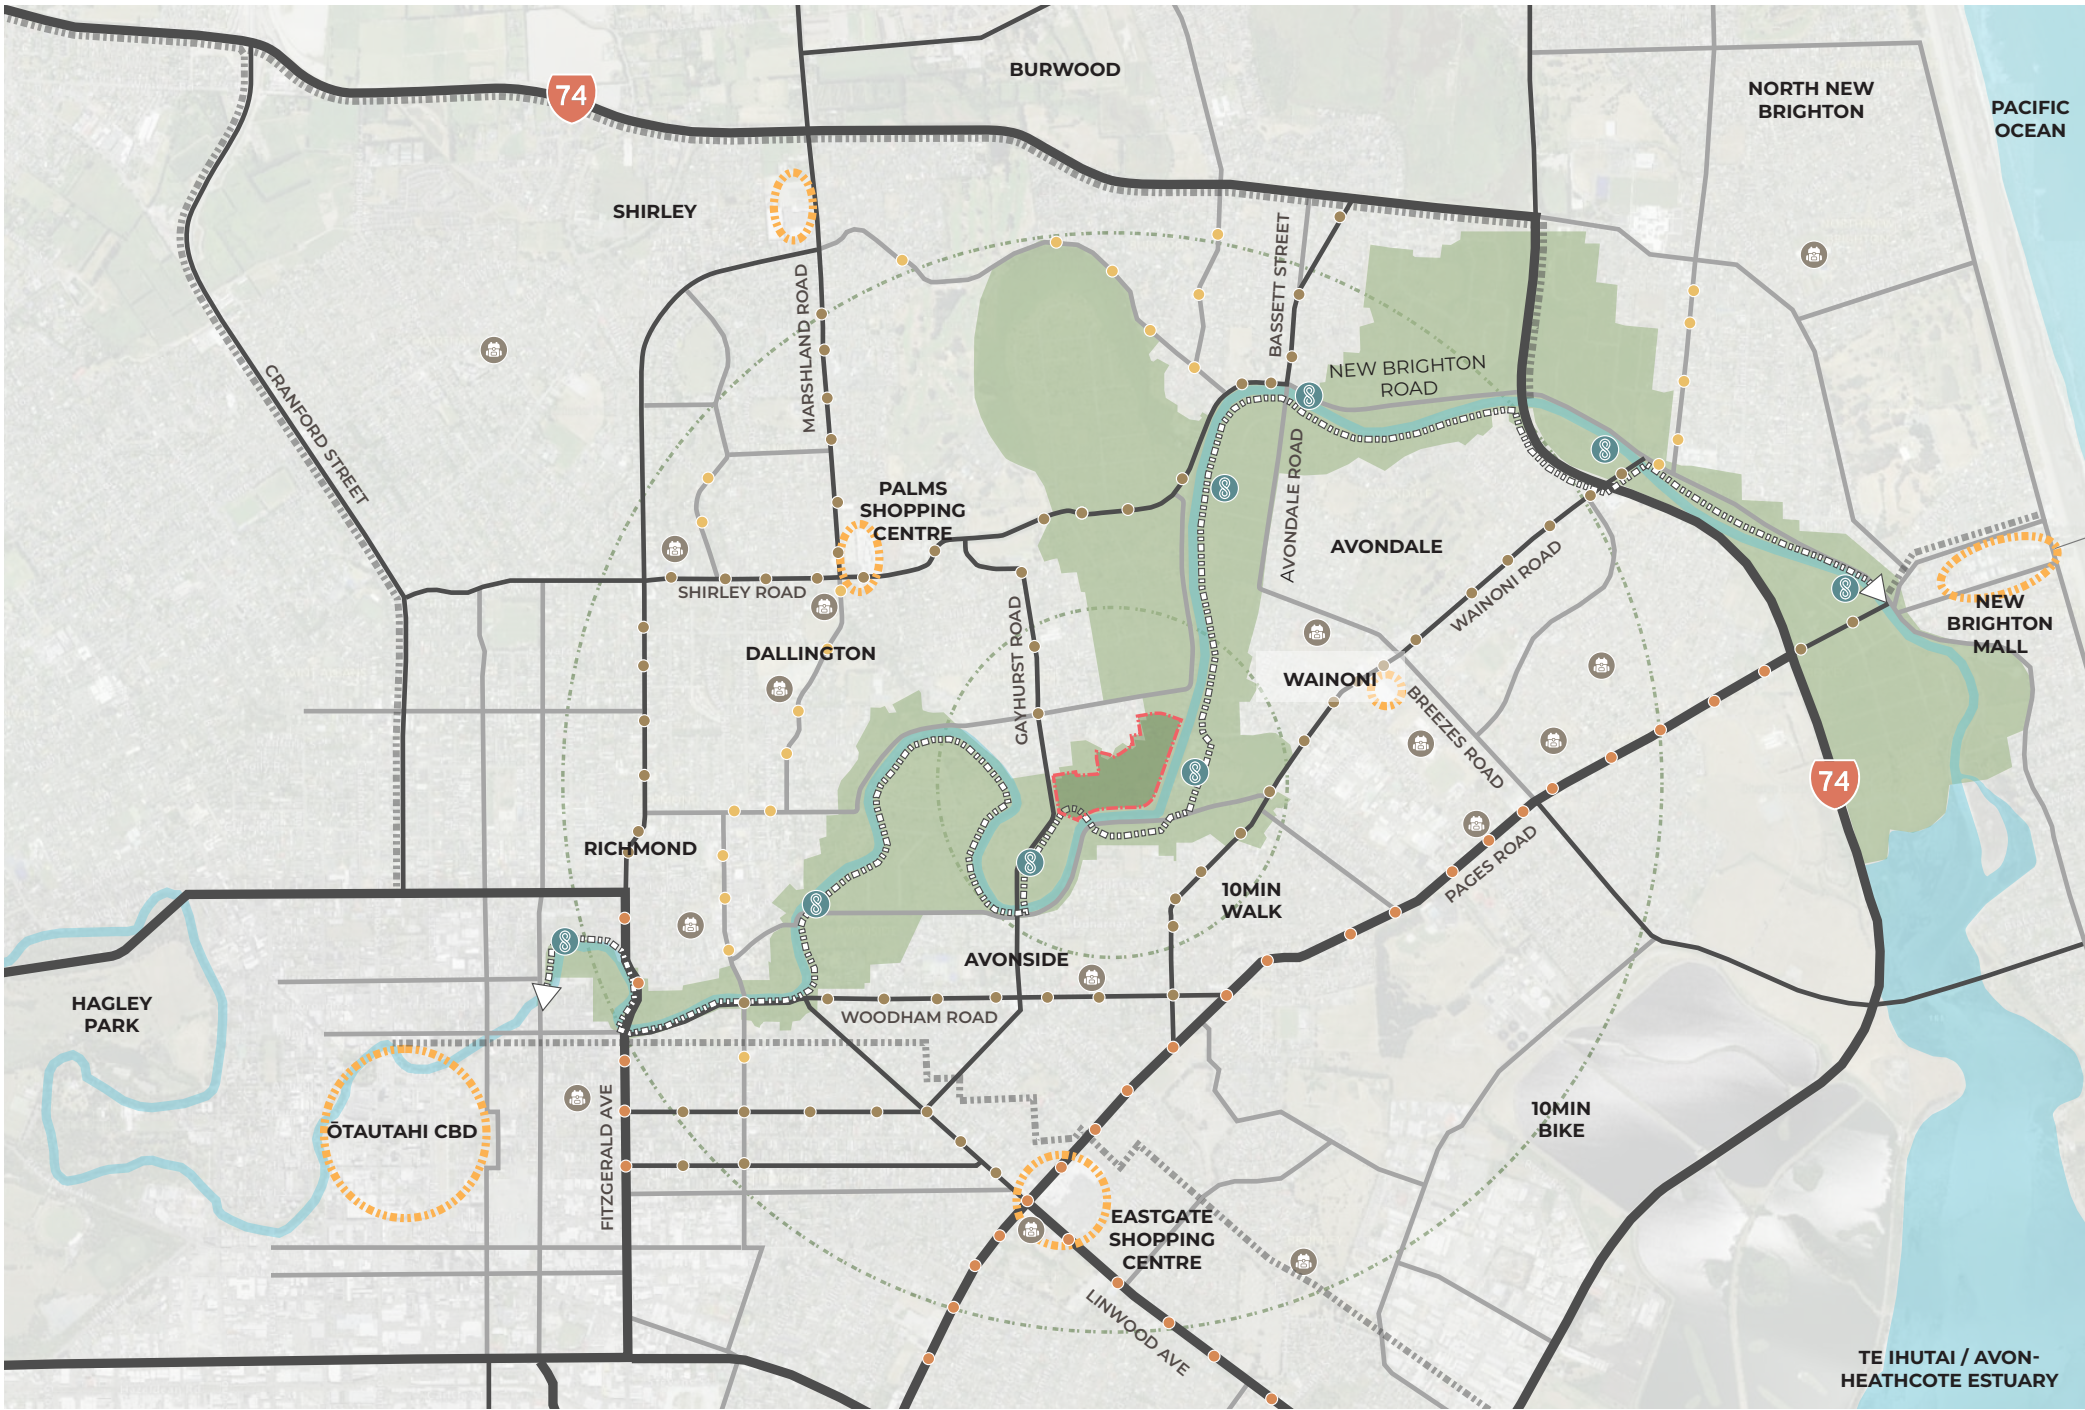 BURWOOD
NORTH NEW
BRIGHTON
PACIFIC
OCEAN
74
SHIRLEY
MARSHLAND ROAD
BASSETT STREET
NEW BRIGHTON
ROAD
CRANFORD STREET
PALMS
SHOPPING
CENTRE
AVONDALE ROAD
AVONDALE
WAINONI ROAD
SHIRLEY ROAD
NEW
BRIGHTON
MALL
DALLINGTON
GAYHURST ROAD
WAINONI
BREEZES ROAD
74
RICHMOND
PAGES ROAD
10MIN
WALK
AVONSIDE
HAGLEY
PARK
WOODHAM ROAD
FITZGERALD AVE
ŌTAUTAHI CBD
10MIN
BIKE
EASTGATE
SHOPPING
CENTRE
LINWOOD AVE
TE IHUTAI / AVON-
HEATHCOTE ESTUARY